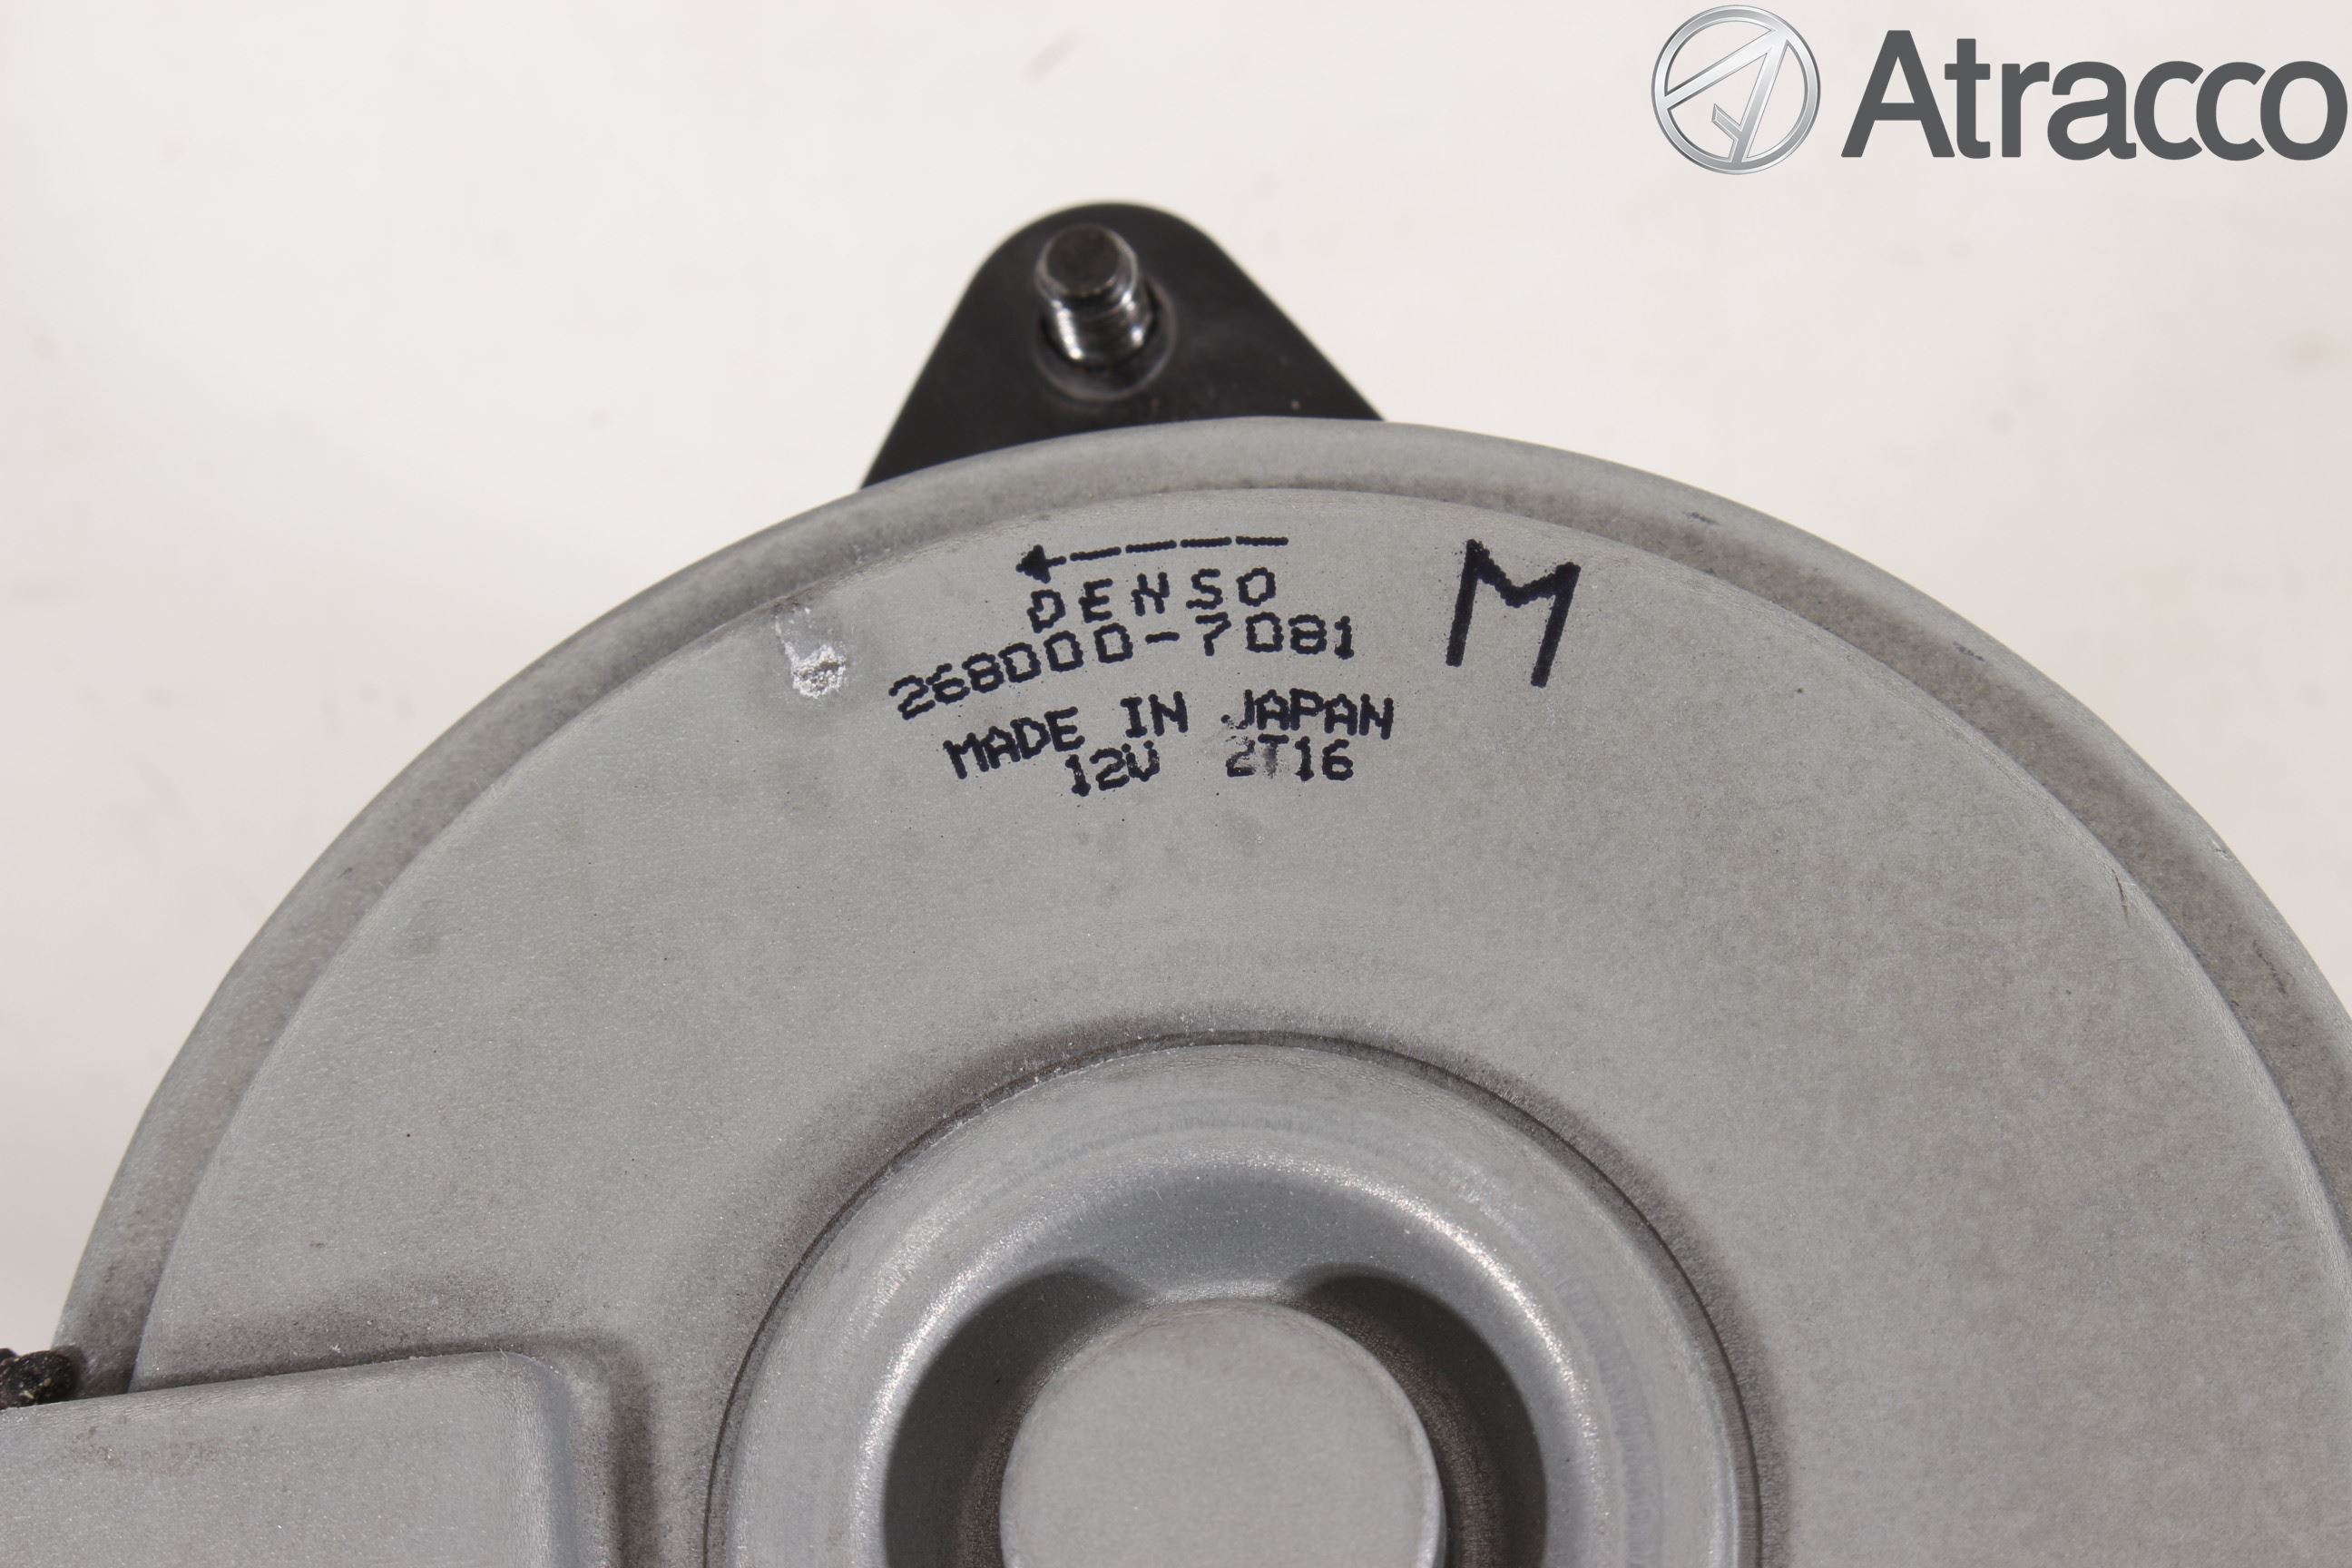 Atracco
DENSO
M
268000-7081
MADE IN JAPAN
12V 2T16